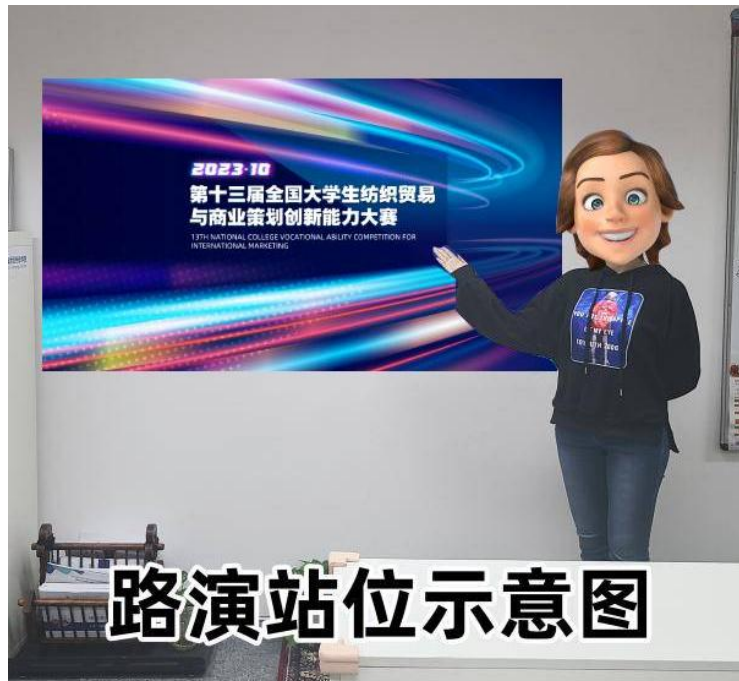 2023·10
第十三届全国大学生纺织贸易
与商业策划创新能力大赛
13TH NATIONAL COLLEGE VOCATIONAL ABILITY COMPETITION FOR
INTERNATIONAL MARKETING
路演站位示意图